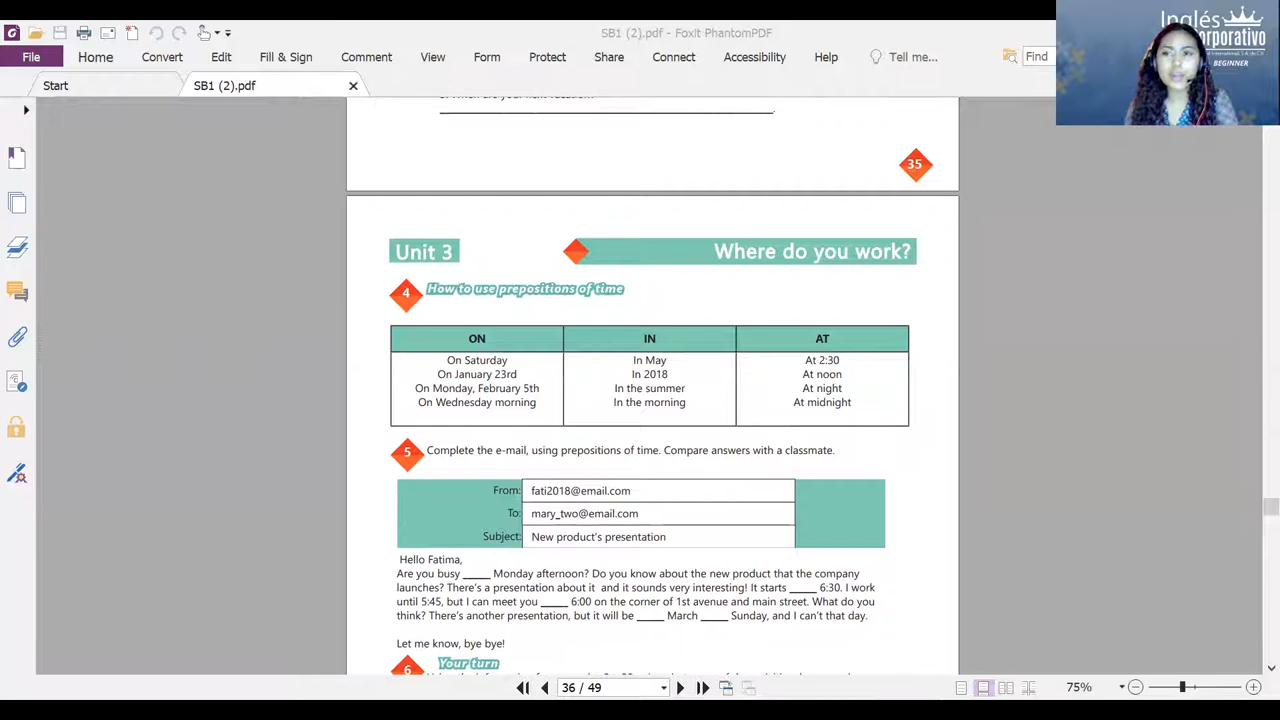 SB1 (2).pdf - Foxit PhantomPDF
File Home Convert Edit Fill & Sign Comment View Form Protect Share Connect Accessibility Help Tell me... Find
Start SB1 (2).pdf
Inglés
BEGINNER
35
Unit 3 Where do you work?
4 How to use prepositions of time
ON IN AT
On Saturday In May At 2:30
On January 23rd In 2018 At noon
On Monday, February 5th In the summer At night
On Wednesday morning In the morning At midnight
5 Complete the e-mail, using prepositions of time. Compare answers with a classmate.
From: fati2018@email.com
To: mary_two@email.com
Subject: New product's presentation
Hello Fatima,
Are you busy _____ Monday afternoon? Do you know about the new product that the company
launches? There's a presentation about it and it sounds very interesting! It starts _____ 6:30. I work
until 5:45, but I can meet you _____ 6:00 on the corner of 1st avenue and main street. What do you
think? There's another presentation, but it will be _____ March _____ Sunday, and I can't that day.
Let me know, bye bye!
6 Your turn
36 / 49 75%